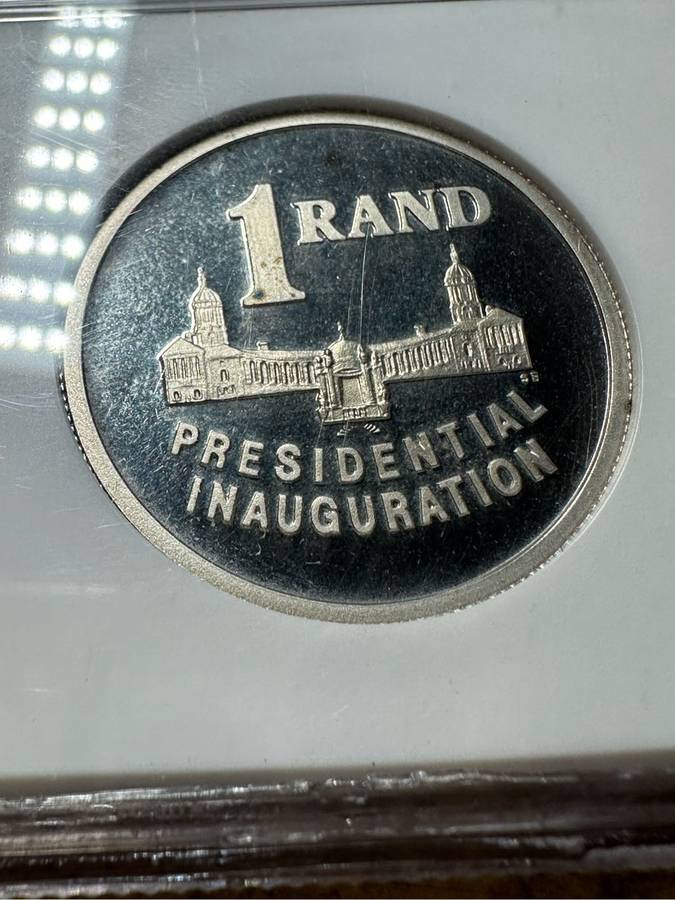 1 RAND
PRESIDENTIAL
INAUGURATION